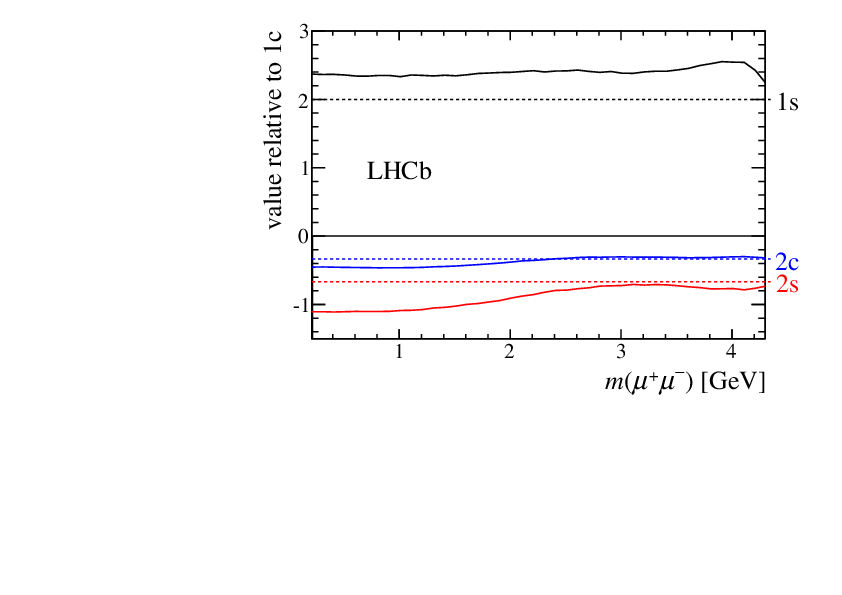 value relative to 1c
3
2
1
0
-1
LHCb
1s
2c
2s
1 2 3 4
m(μ⁺μ⁻) [GeV]